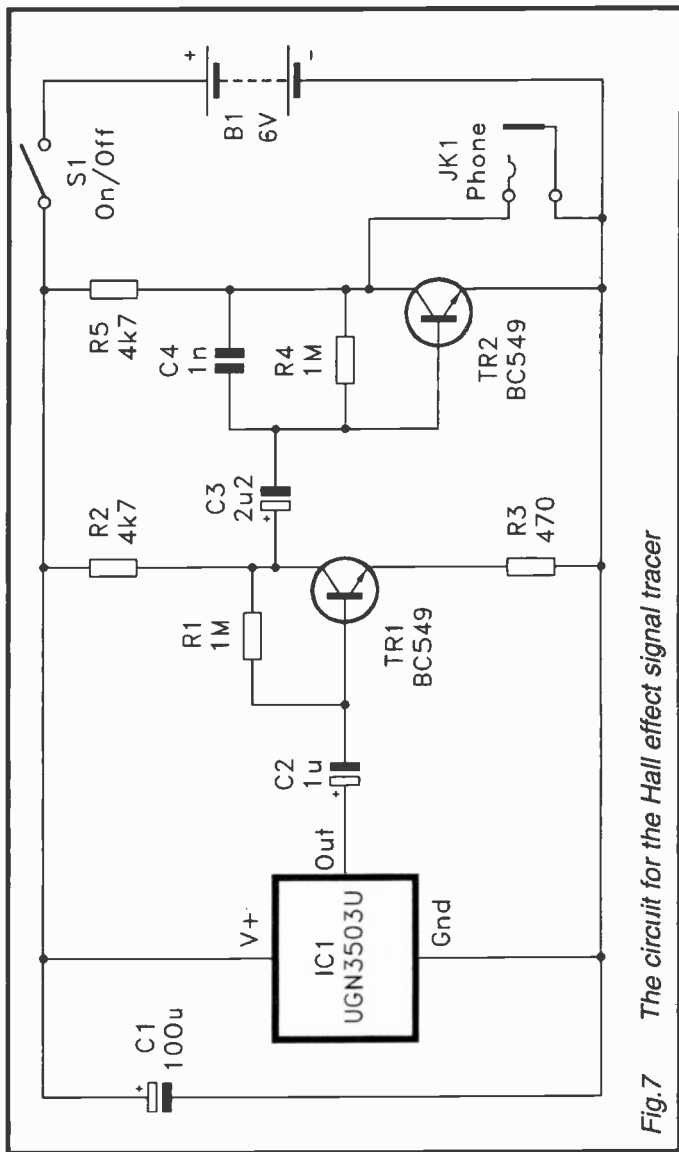 S1
On/Off
+
B1
6V
-
R5
4k7
C4
1n
R4
1M
TR2
BC549
JK1
Phone
R2
4k7
C3
2u2
+
R1
1M
TR1
BC549
R3
470
C2
1u
+
Out
V+
IC1
UGN3503U
Gnd
C1
100u
+
Fig.7 The circuit for the Hall effect signal tracer